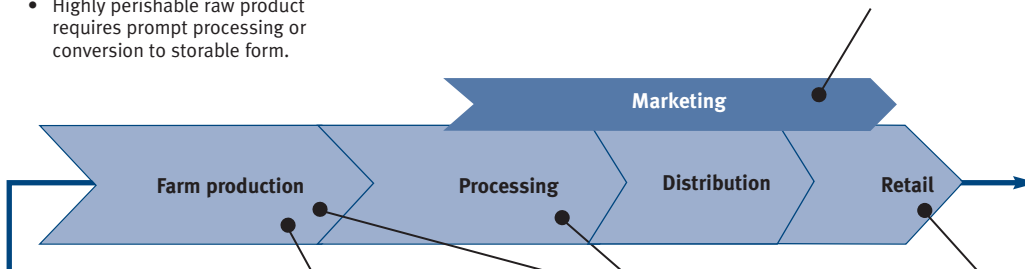 • Highly perishable raw product
requires prompt processing or
conversion to storable form.
Marketing
Farm production
Processing
Distribution
Retail